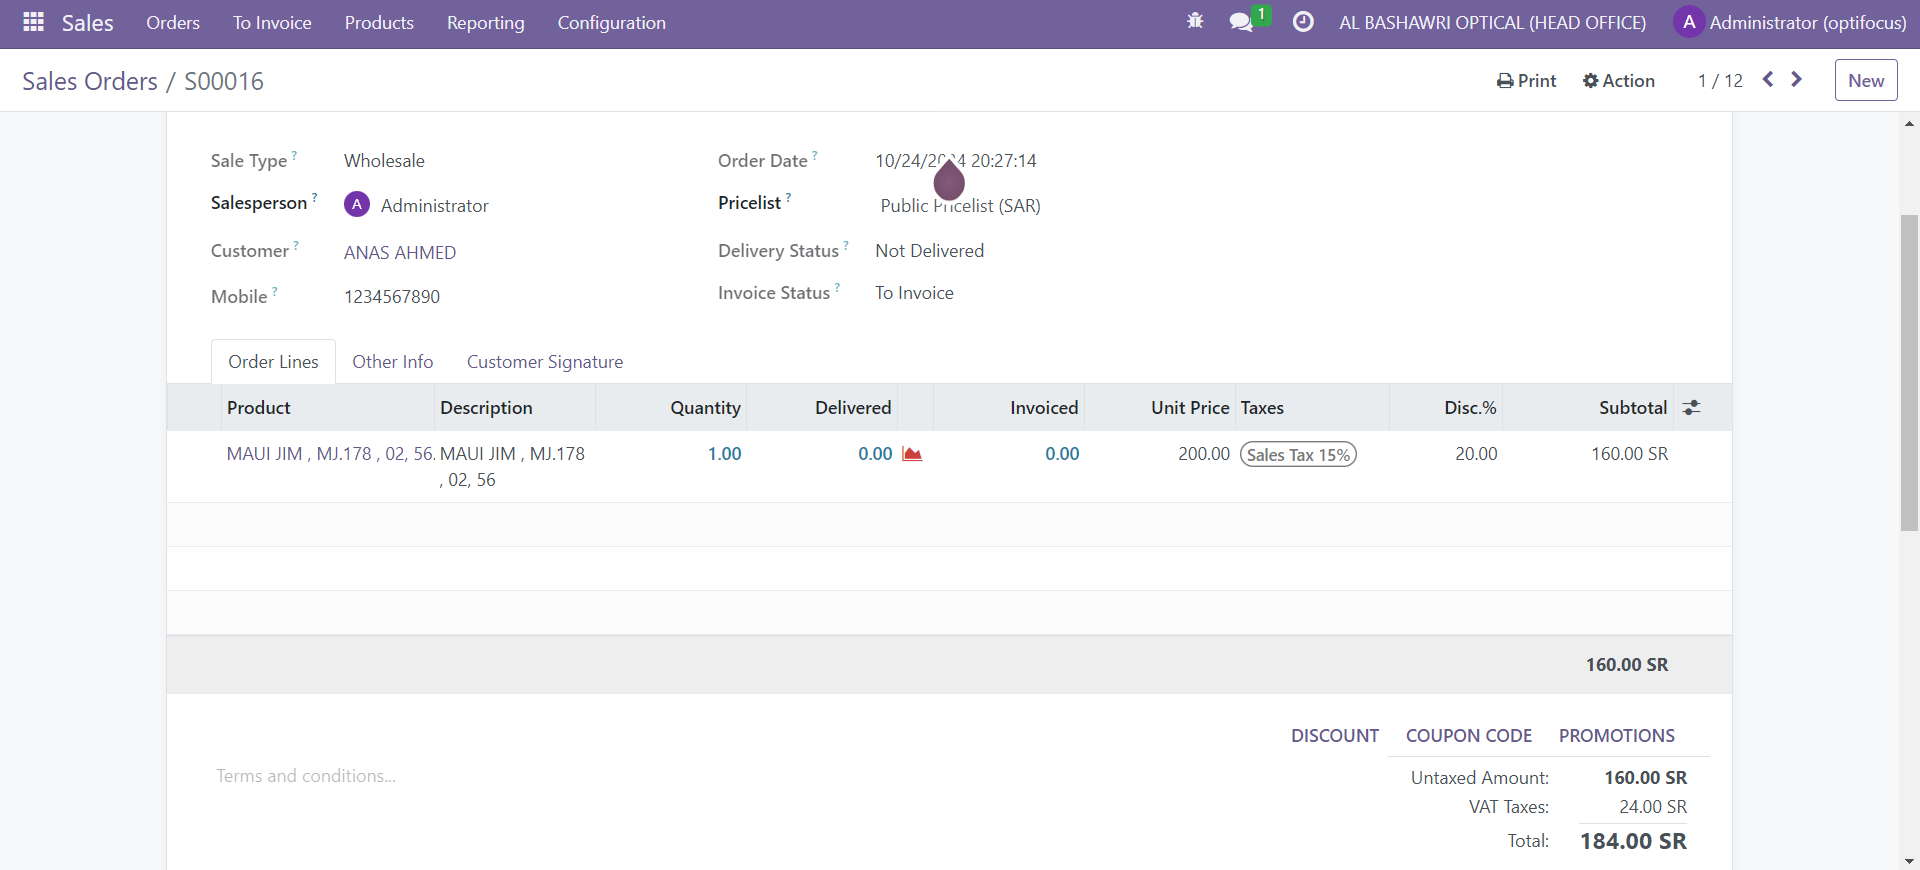 Sales Orders To Invoice Products Reporting Configuration 1 AL BASHAWRI OPTICAL (HEAD OFFICE) A Administrator (optifocus)
Sales Orders / S00016 Print Action 1 / 12 New
Sale Type ? Wholesale Order Date ? 10/24/2024 20:27:14
Salesperson ? A Administrator Pricelist ? Public Pricelist (SAR)
Customer ? ANAS AHMED Delivery Status ? Not Delivered
Mobile ? 1234567890 Invoice Status ? To Invoice
Order Lines Other Info Customer Signature
Product Description Quantity Delivered Invoiced Unit Price Taxes Disc.% Subtotal
MAUI JIM , MJ.178 , 02, 56. MAUI JIM , MJ.178 1.00 0.00 0.00 200.00 Sales Tax 15% 20.00 160.00 SR
, 02, 56
160.00 SR
DISCOUNT COUPON CODE PROMOTIONS
Terms and conditions...
Untaxed Amount: 160.00 SR
VAT Taxes: 24.00 SR
Total: 184.00 SR